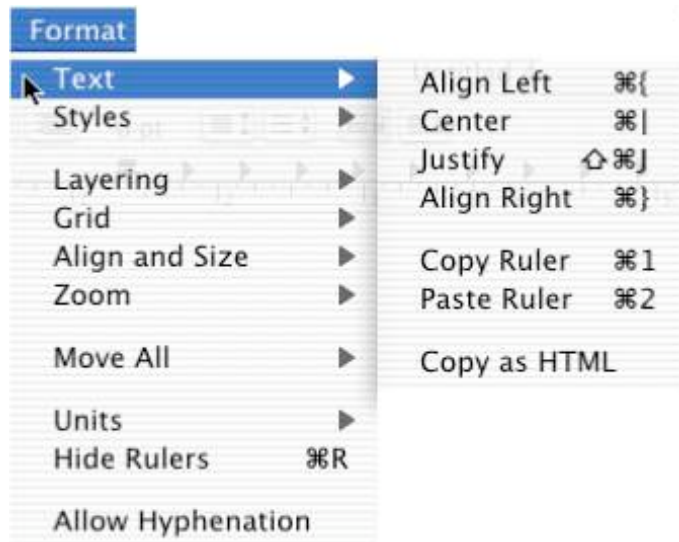 Format
Text
Styles
Layering
Grid
Align and Size
Zoom
Move All
Units
Hide Rulers ⌘R
Allow Hyphenation
Align Left ⌘{
Center ⌘|
Justify ⇧⌘J
Align Right ⌘}
Copy Ruler ⌘1
Paste Ruler ⌘2
Copy as HTML